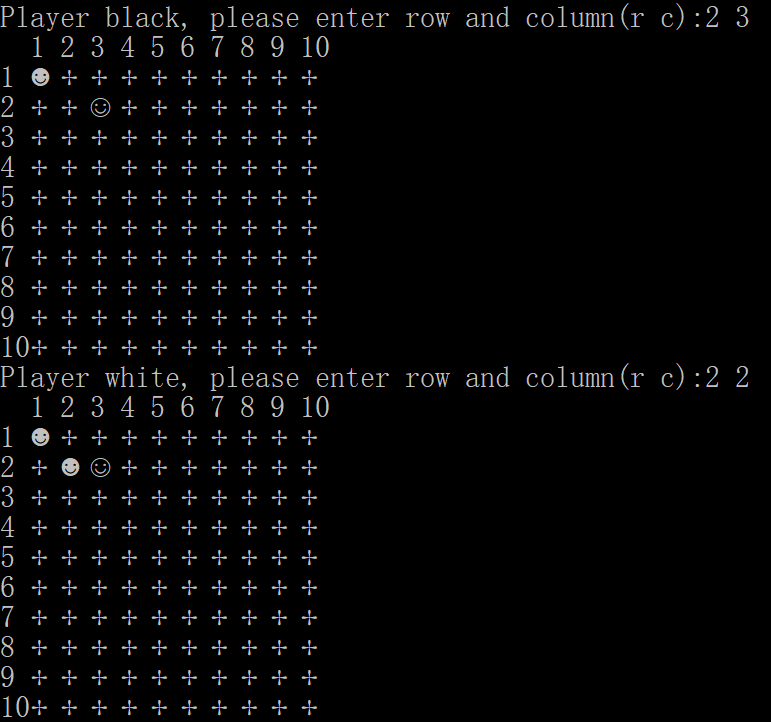 Player black, please enter row and column(r c):2 3
  1 2 3 4 5 6 7 8 9 10
1 ☻ + + + + + + + + +
2 + + ☺ + + + + + + +
3 + + + + + + + + + +
4 + + + + + + + + + +
5 + + + + + + + + + +
6 + + + + + + + + + +
7 + + + + + + + + + +
8 + + + + + + + + + +
9 + + + + + + + + + +
10+ + + + + + + + + +
Player white, please enter row and column(r c):2 2
  1 2 3 4 5 6 7 8 9 10
1 ☻ + + + + + + + + +
2 + ☻ ☺ + + + + + + +
3 + + + + + + + + + +
4 + + + + + + + + + +
5 + + + + + + + + + +
6 + + + + + + + + + +
7 + + + + + + + + + +
8 + + + + + + + + + +
9 + + + + + + + + + +
10+ + + + + + + + + +